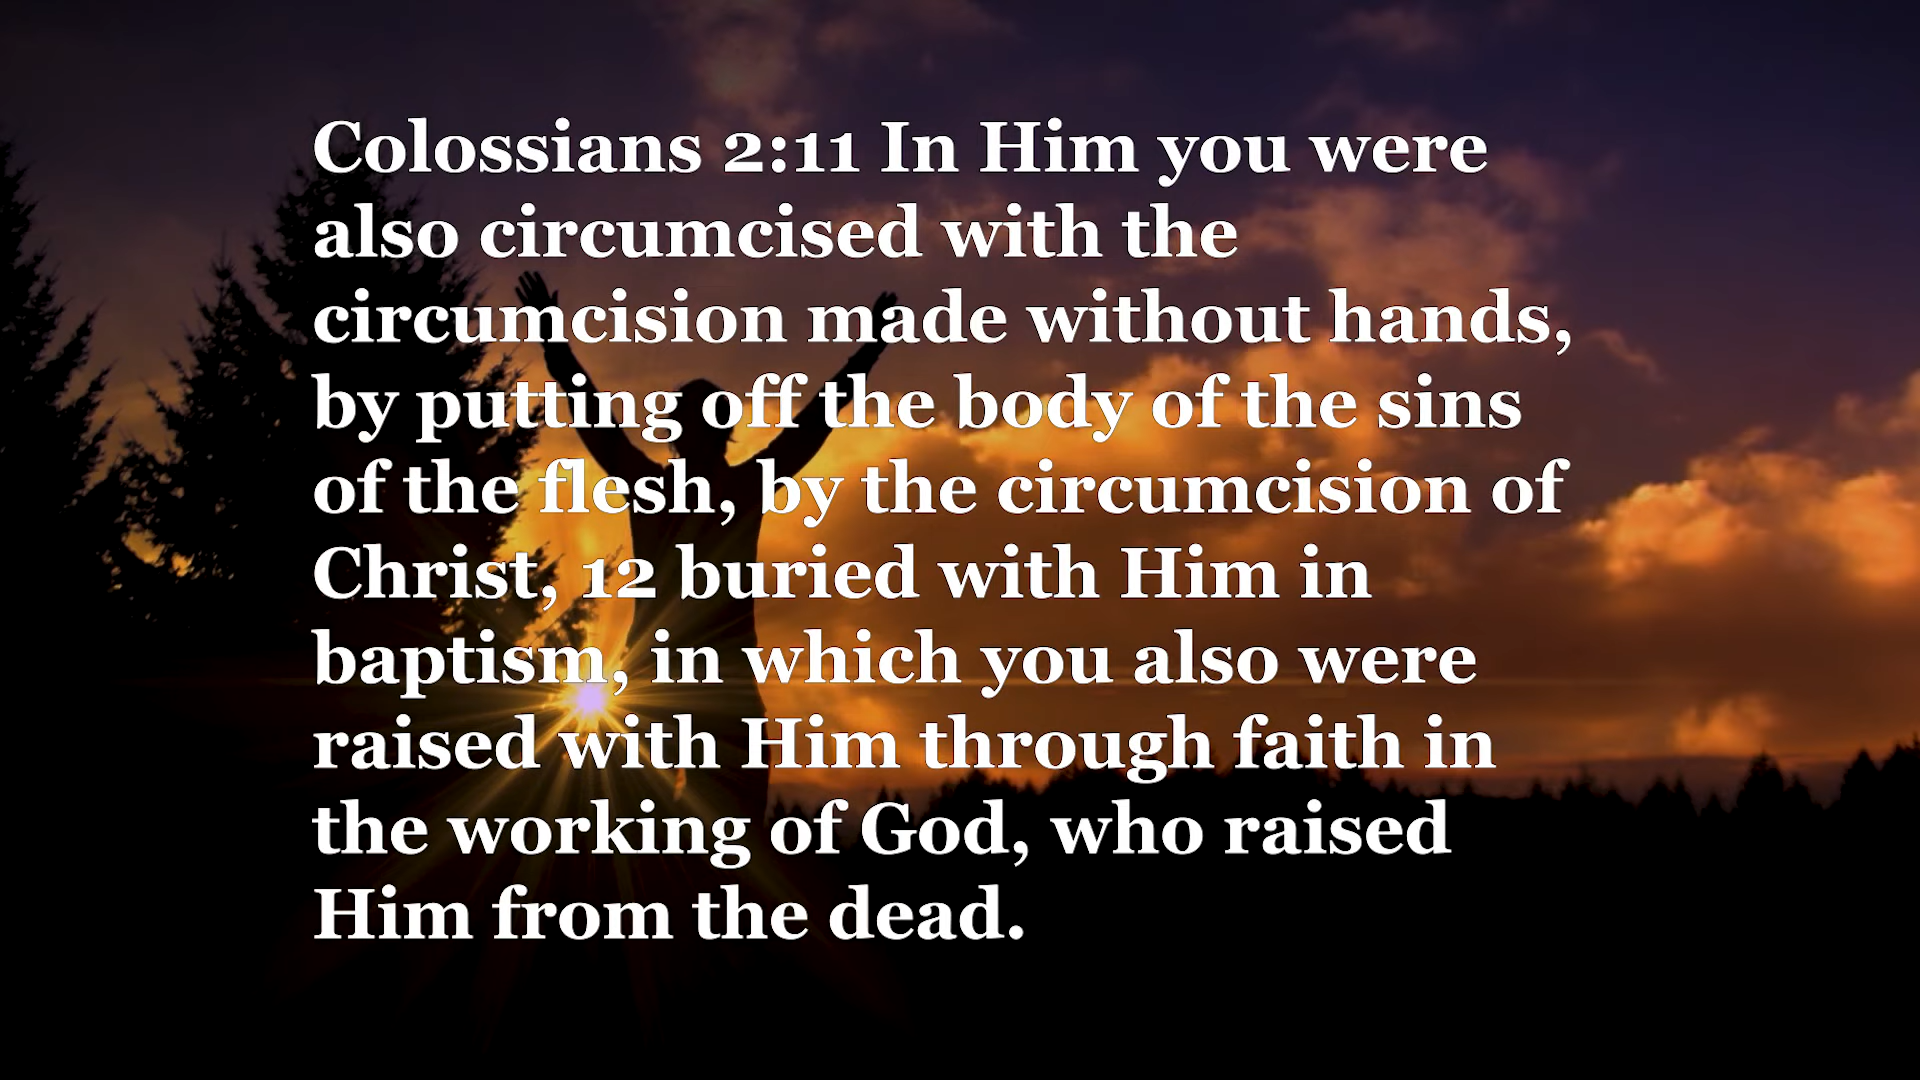 Colossians 2:11 In Him you were
also circumcised with the
circumcision made without hands,
by putting off the body of the sins
of the flesh, by the circumcision of
Christ, 12 buried with Him in
baptism, in which you also were
raised with Him through faith in
the working of God, who raised
Him from the dead.